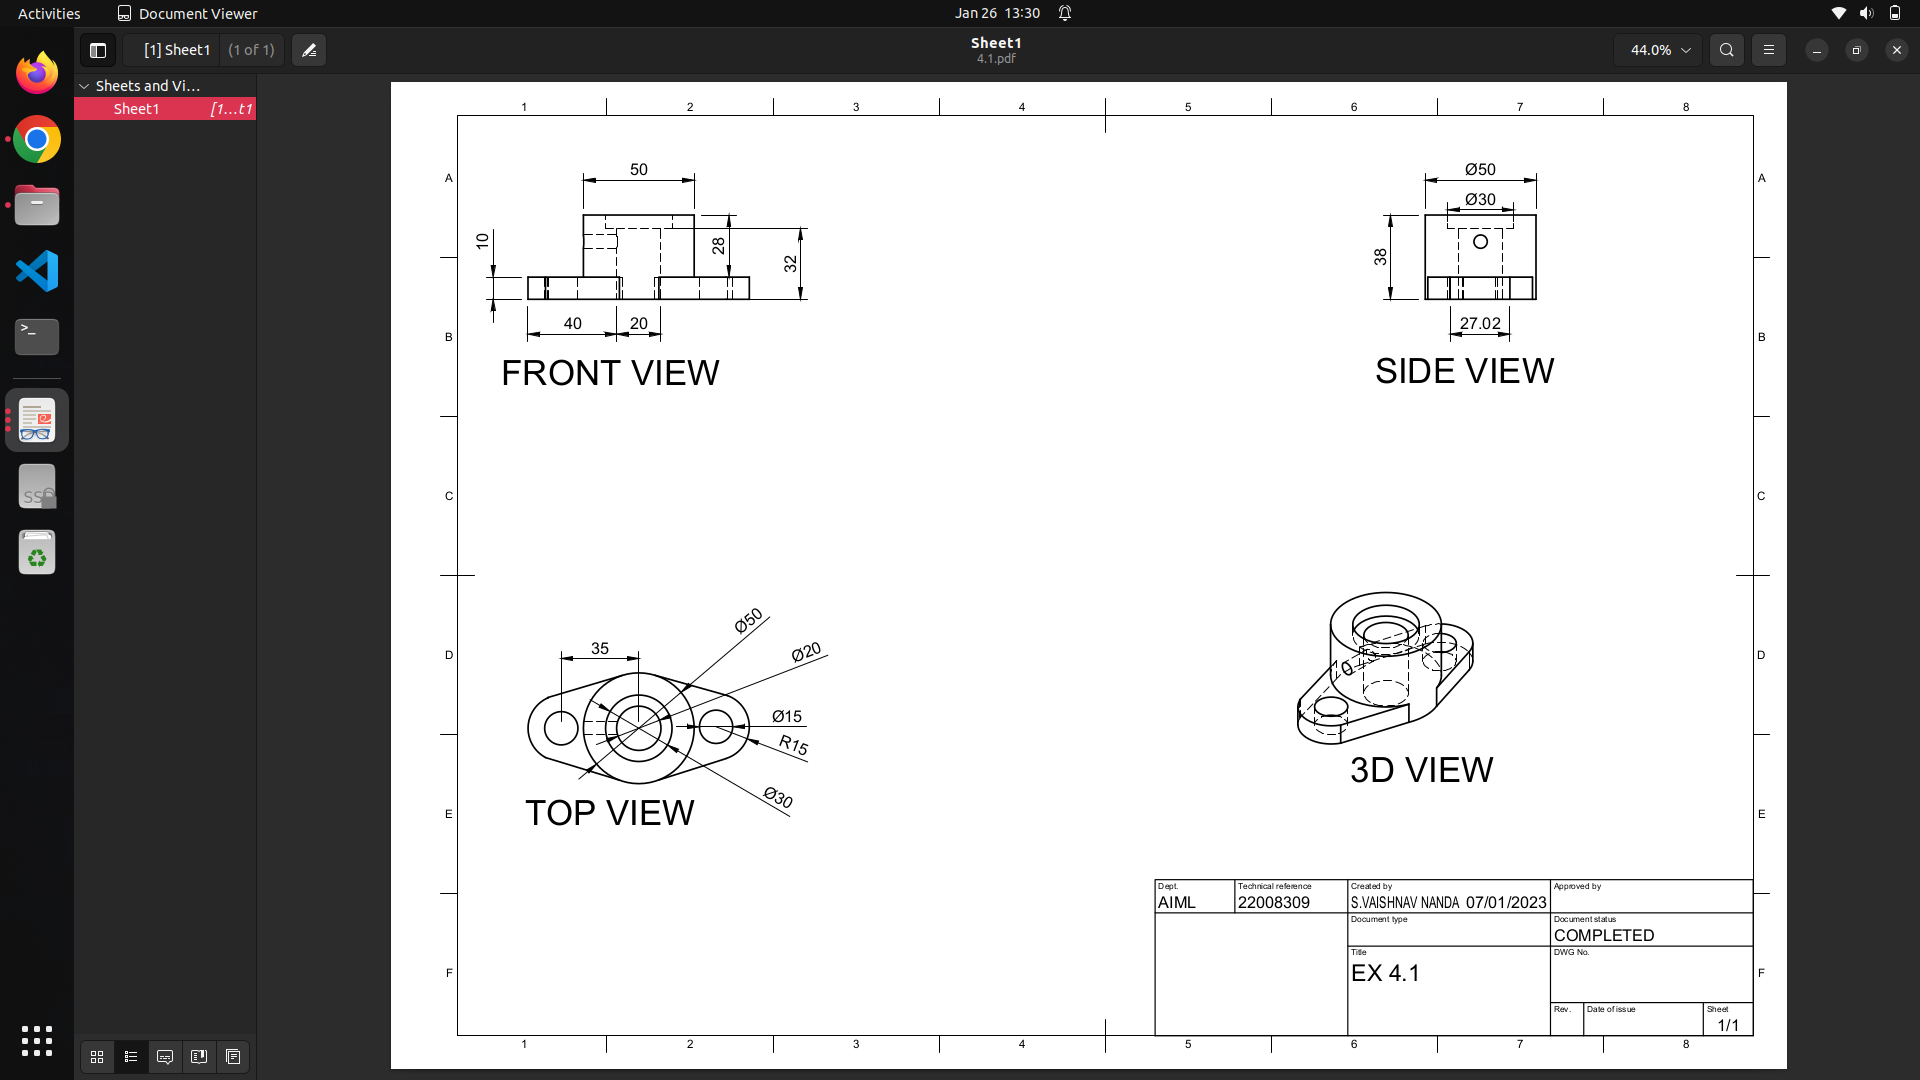 Activities
Document Viewer
Jan 26 13:30
[1] Sheet1
(1 of 1)
Sheet1
4.1.pdf
44.0%
Sheets and Vi…
Sheet1 [1…t1
1 2 3 4 5 6 7 8
A
A
50
10
28
32
40
20
FRONT VIEW
Ø50
Ø30
38
27.02
SIDE VIEW
B
B
C
C
35
Ø50
Ø20
Ø15
R15
Ø30
TOP VIEW
D
D
3D VIEW
E
E
Dept.
AIML
Technical reference
22008309
Created by
S.VAISHNAV NANDA 07/01/2023
Approved by
Document type
Document status
COMPLETED
Title
EX 4.1
DWG No.
Rev.
Date of issue
Sheet
1/1
F
F
1 2 3 4 5 6 7 8
>_
SS